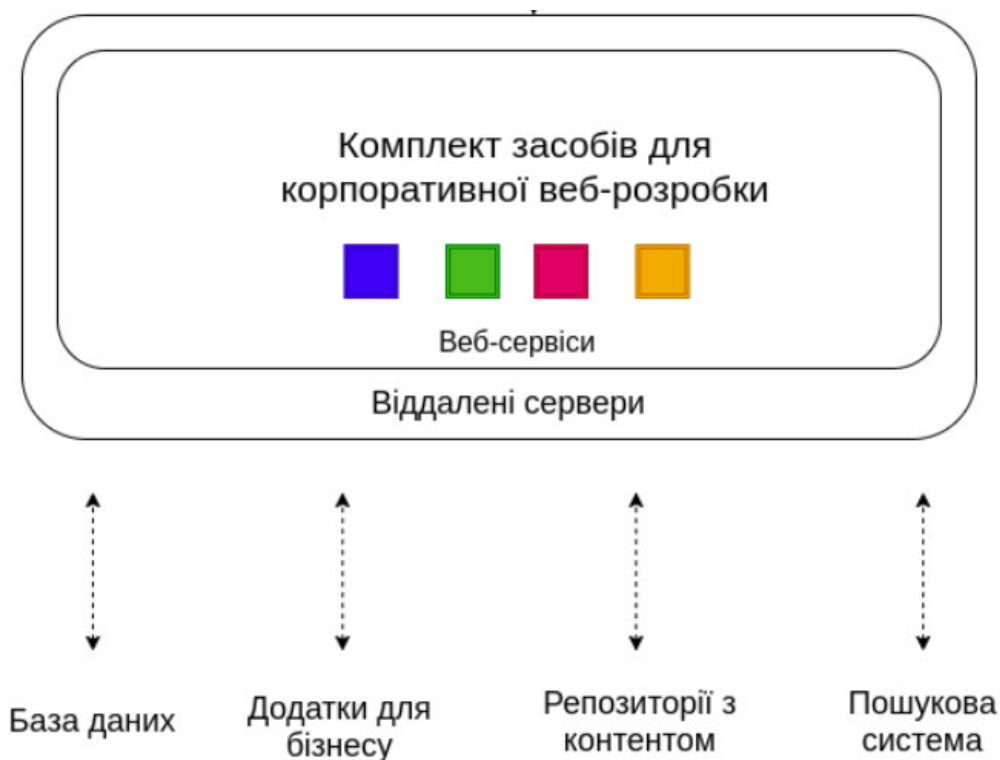 Комплект засобів для
корпоративної веб-розробки
Веб-сервіси
Віддалені сервери
База даних
Додатки для
бізнесу
Репозиторії з
контентом
Пошукова
система